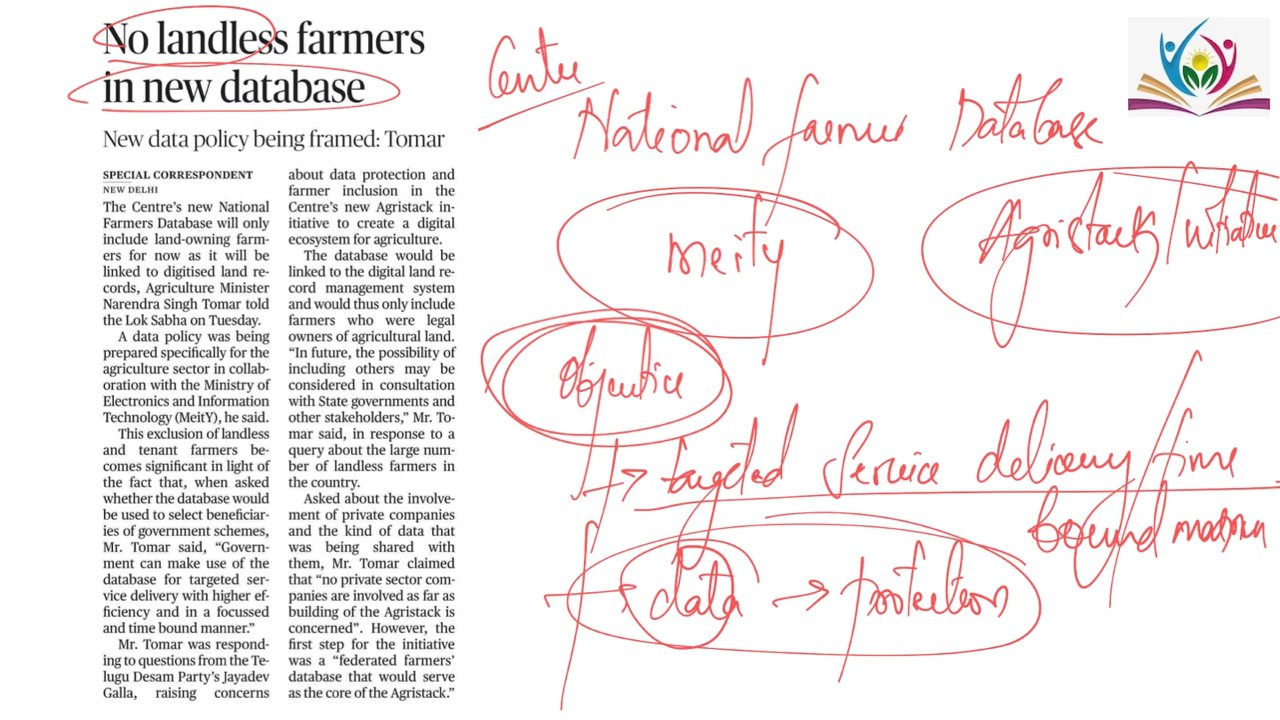 No landless farmers
in new database
New data policy being framed: Tomar
SPECIAL CORRESPONDENT
NEW DELHI
The Centre's new National
Farmers Database will only
include land-owning farm-
ers for now as it will be
linked to digitised land re-
cords, Agriculture Minister
Narendra Singh Tomar told
the Lok Sabha on Tuesday.
A data policy was being
prepared specifically for the
agriculture sector in collab-
oration with the Ministry of
Electronics and Information
Technology (MeitY), he said.
This exclusion of landless
and tenant farmers be-
comes significant in light of
the fact that, when asked
whether the database would
be used to select beneficiar-
ies of government schemes,
Mr. Tomar said, “Govern-
ment can make use of the
database for targeted ser-
vice delivery with higher ef-
ficiency and in a focussed
and time bound manner.”
Mr. Tomar was respond-
ing to questions from the Te-
lugu Desam Party's Jayadev
Galla, raising concerns
about data protection and
farmer inclusion in the
Centre's new Agristack in-
itiative to create a digital
ecosystem for agriculture.
The database would be
linked to the digital land re-
cord management system
and would thus only include
farmers who were legal
owners of agricultural land.
“In future, the possibility of
including others may be
considered in consultation
with State governments and
other stakeholders,” Mr. To-
mar said, in response to a
query about the large num-
ber of landless farmers in
the country.
Asked about the involve-
ment of private companies
and the kind of data that
was being shared with
them, Mr. Tomar claimed
that “no private sector com-
panies are involved as far as
building of the Agristack is
concerned”. However, the
first step for the initiative
was a “federated farmers'
database that would serve
as the core of the Agristack.”
Centre
National farmer Database
Meity
Agristack Initiative
Objective
targeted service delivery time
bound
data → protection